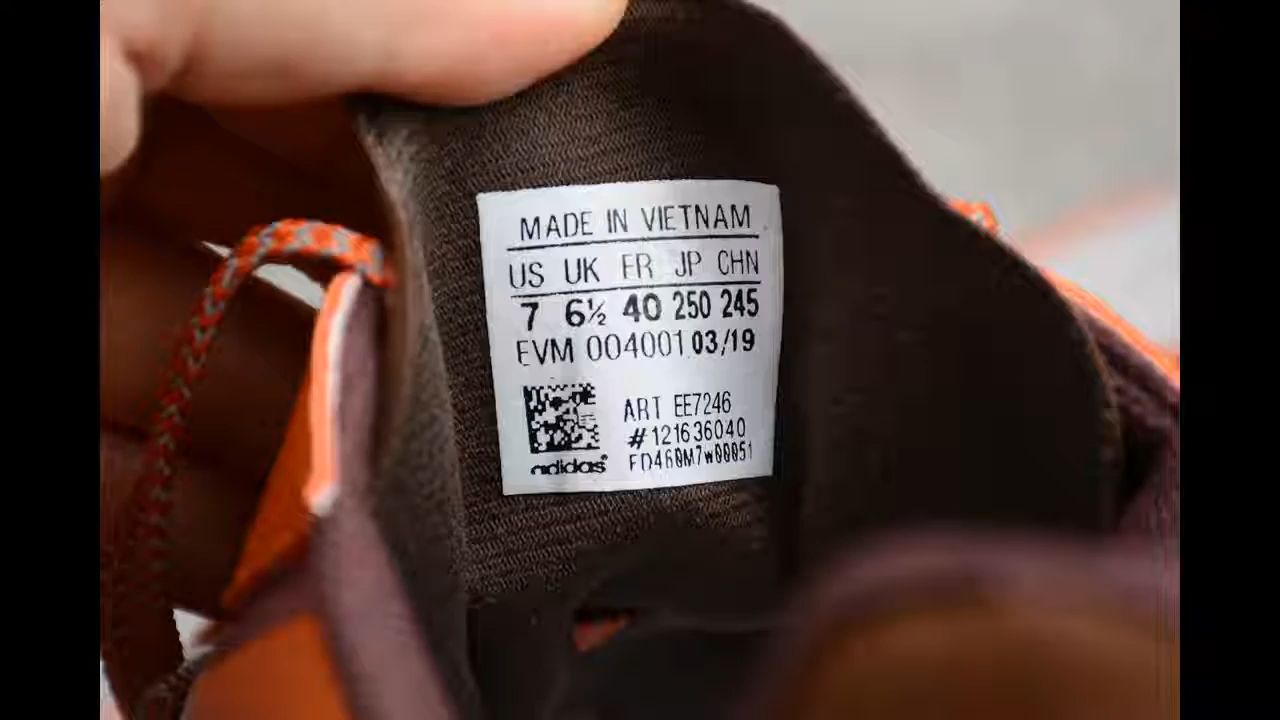 MADE IN VIETNAM
US UK FR JP CHN
7 6½ 40 250 245
EVM 004001 03/19
ART EE7246
#121636040
FD460M7w00051
adidas